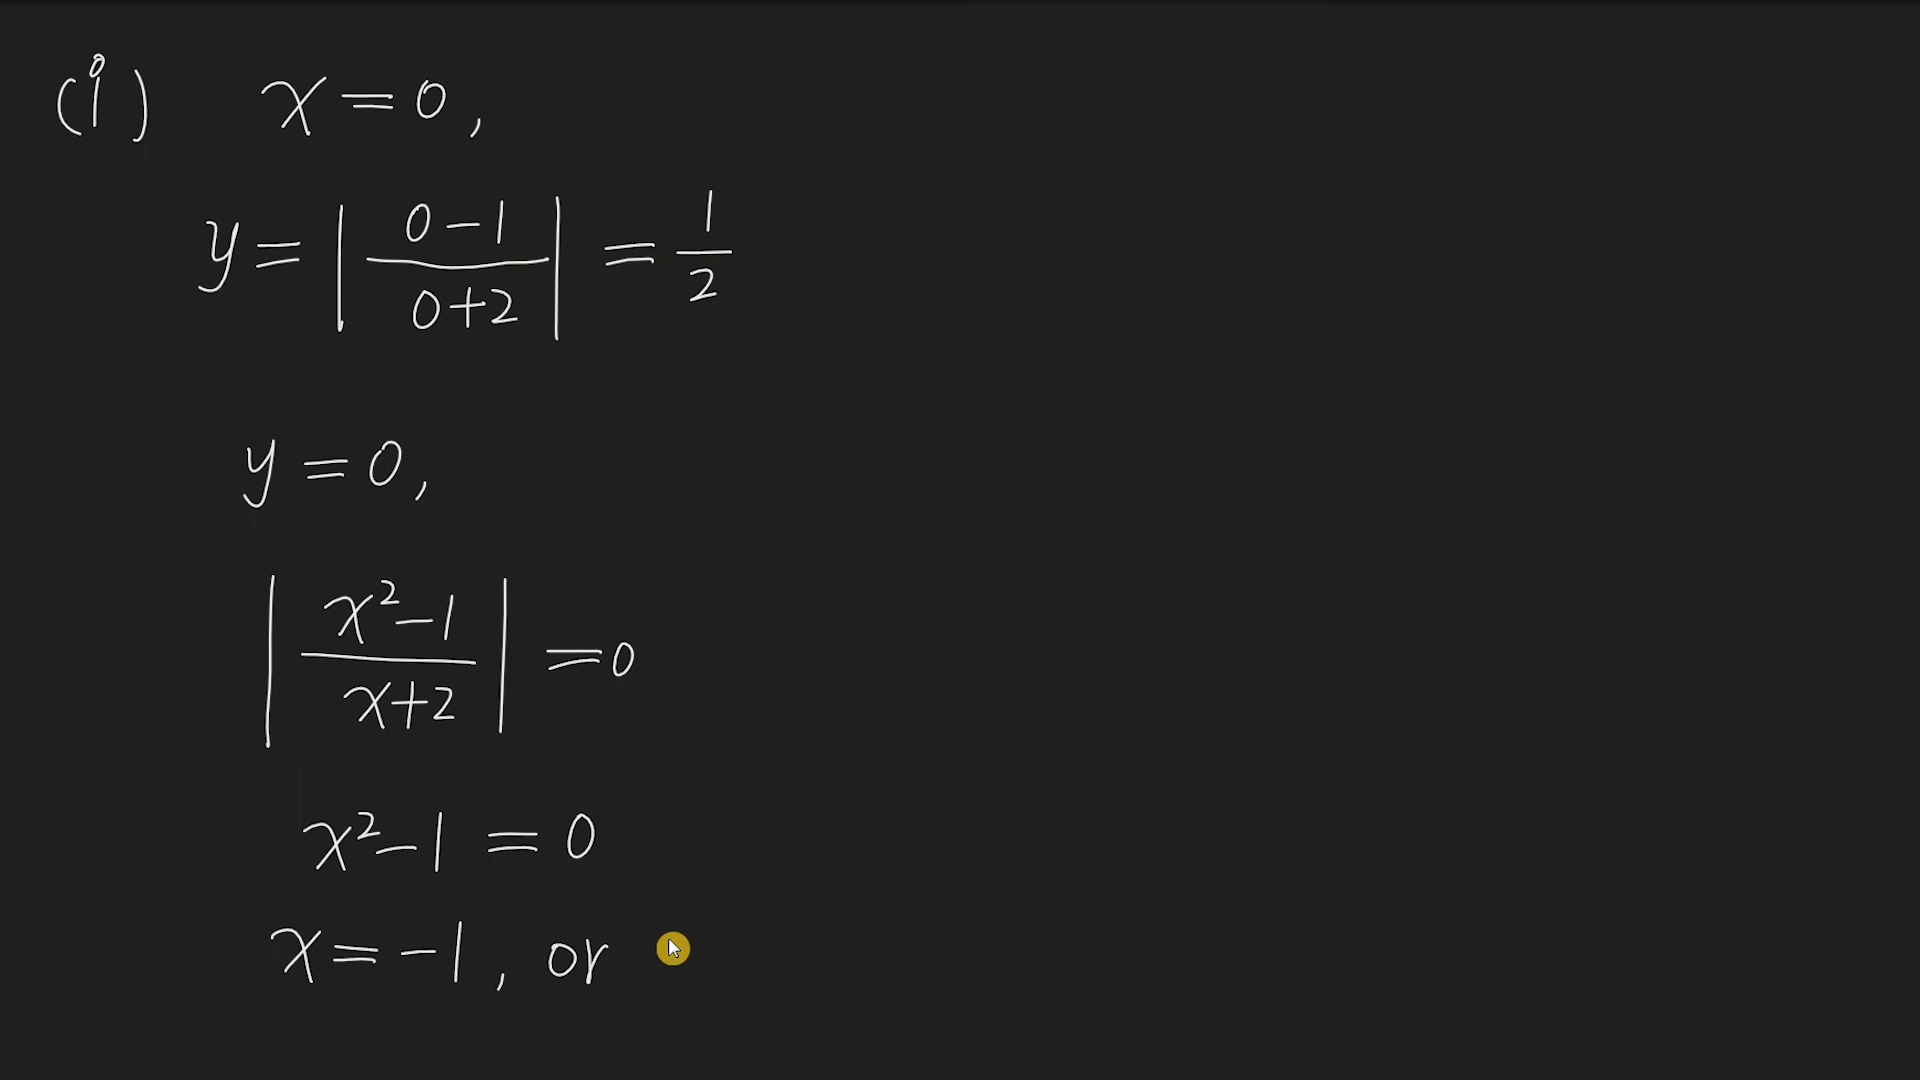 (i) x = 0,
y = | (0 - 1) / (0 + 2) | = 1/2
y = 0,
| (x² - 1) / (x + 2) | = 0
x² - 1 = 0
x = -1, or